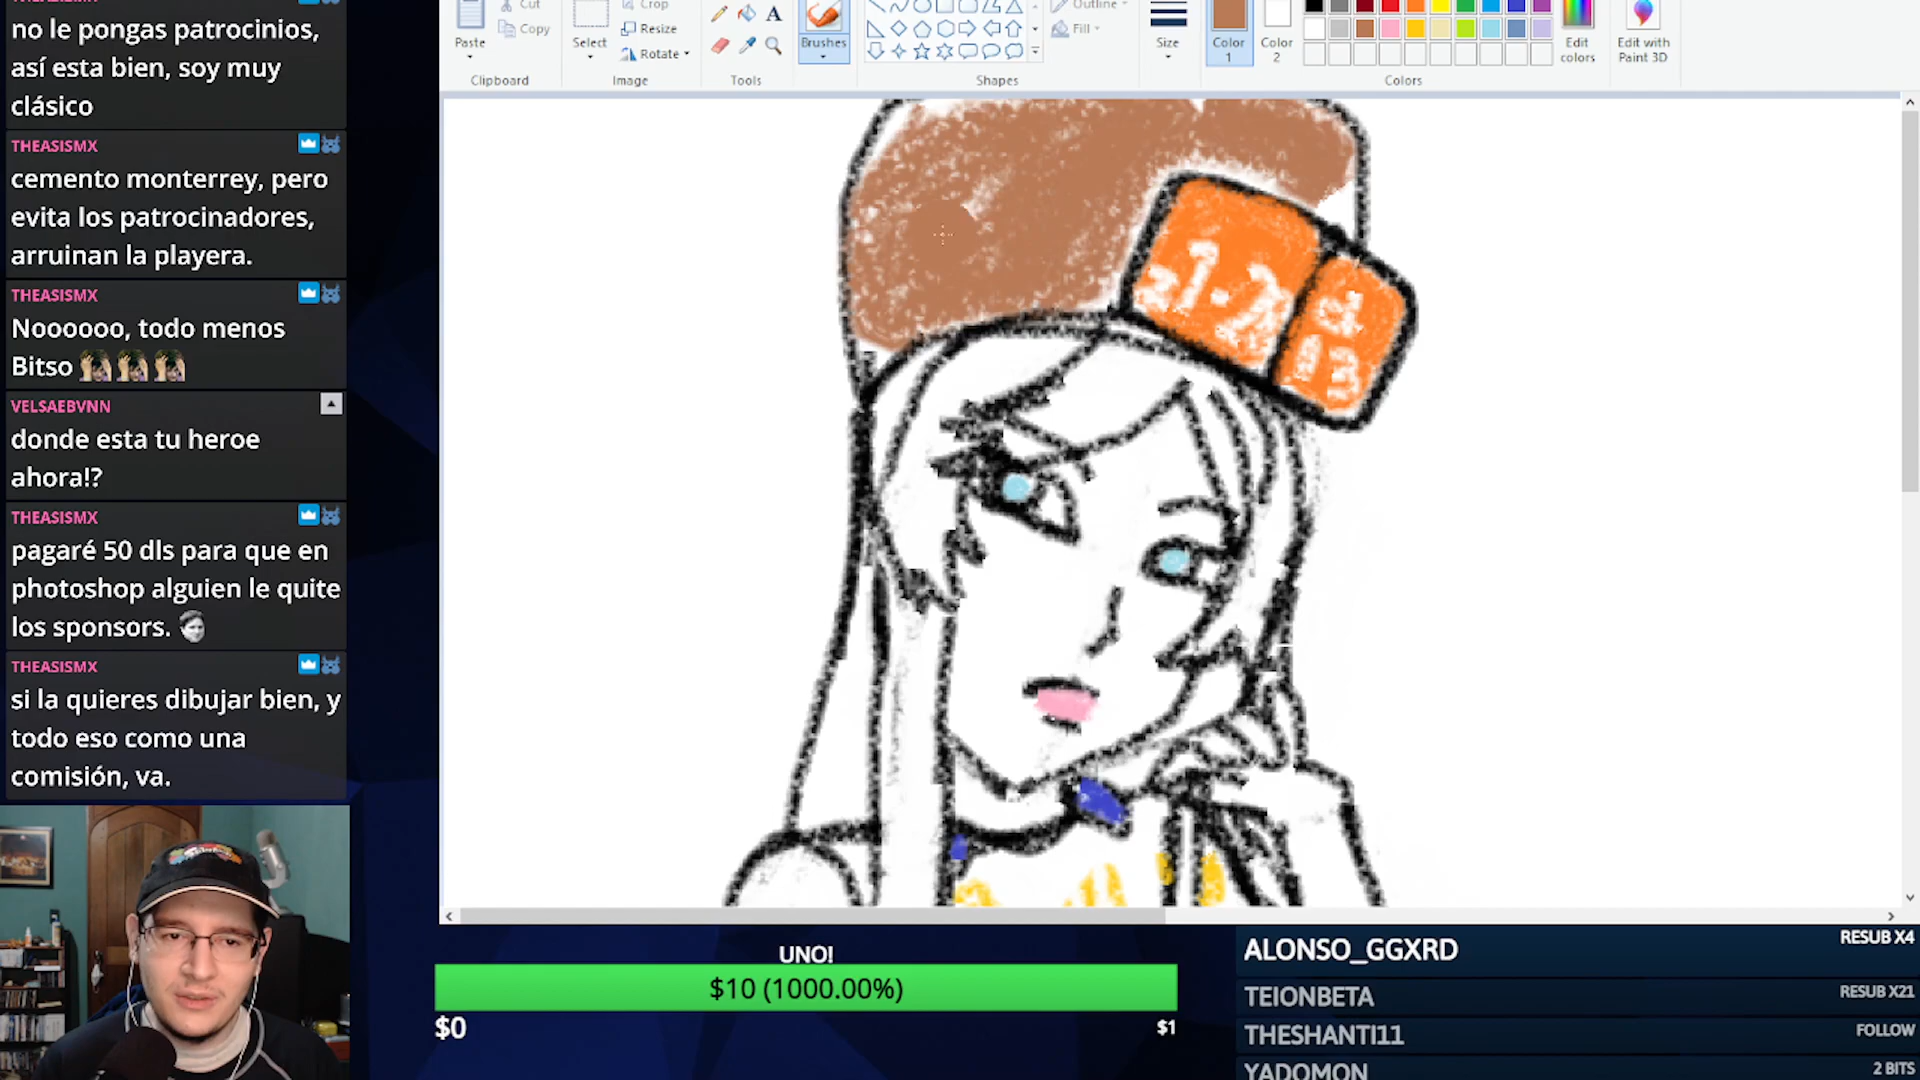 THEASISMX
no le pongas patrocinios,
así esta bien, soy muy
clásico
THEASISMX
cemento monterrey, pero
evita los patrocinadores,
arruinan la playera.
THEASISMX
Noooooo, todo menos
Bitso
VELSAEBVNN
donde esta tu heroe
ahora!?
THEASISMX
pagaré 50 dls para que en
photoshop alguien le quite
los sponsors.
THEASISMX
si la quieres dibujar bien, y
todo eso como una
comisión, va.
Paste
Cut
Copy
Clipboard
Select
Crop
Resize
Rotate
Image
A
Tools
Brushes
Shapes
Outline
Fill
Size
Color
1
Color
2
Colors
Edit
colors
Edit with
Paint 3D
UNO!
$10 (1000.00%)
$0
$1
ALONSO_GGXRD
RESUB X4
TEIONBETA
RESUB X21
THESHANTI11
FOLLOW
YADOMON
2 BITS